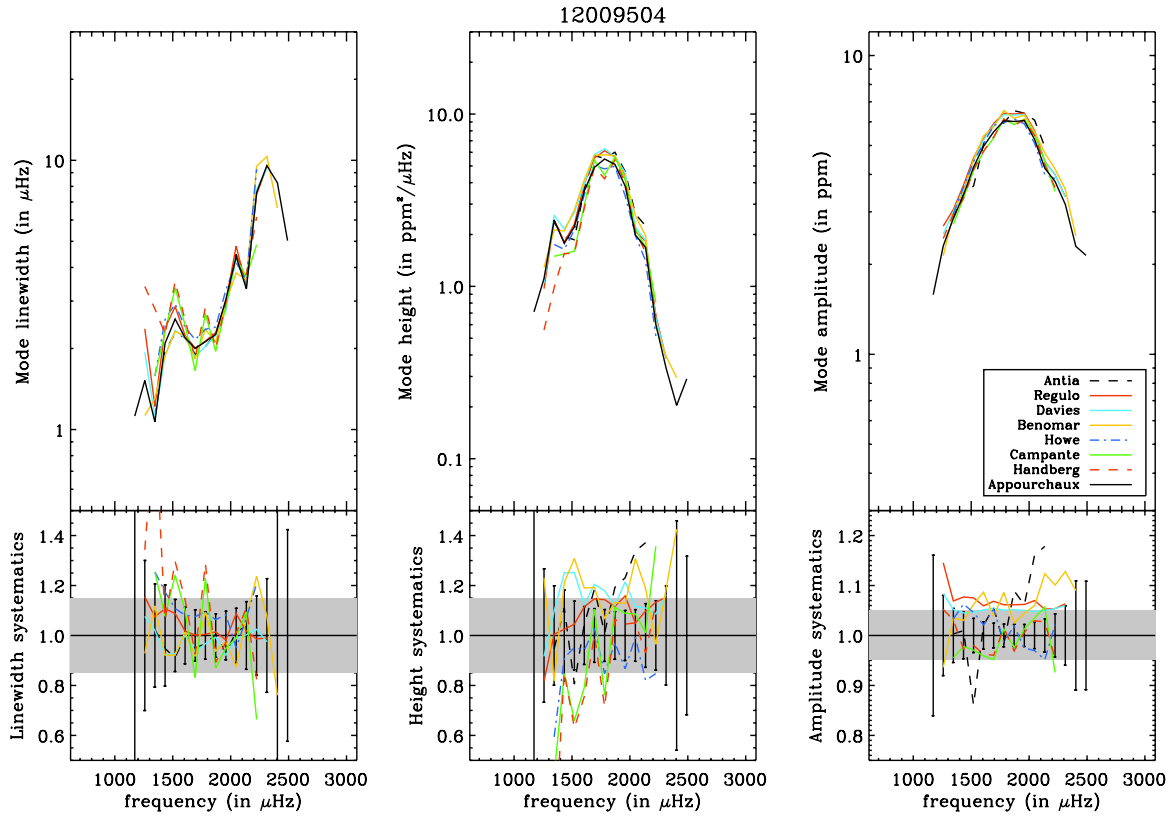 12009504
Mode linewidth (in μHz)
10
1
Mode height (in ppm²/μHz)
10.0
1.0
0.1
Mode amplitude (in ppm)
10
1
Antia
Regulo
Davies
Benomar
Howe
Campante
Handberg
Appourchaux
Linewidth systematics
1.4
1.2
1.0
0.8
0.6
1000 1500 2000 2500 3000
frequency (in μHz)
Height systematics
1.4
1.2
1.0
0.8
0.6
1000 1500 2000 2500 3000
frequency (in μHz)
Amplitude systematics
1.2
1.1
1.0
0.9
0.8
1000 1500 2000 2500 3000
frequency (in μHz)